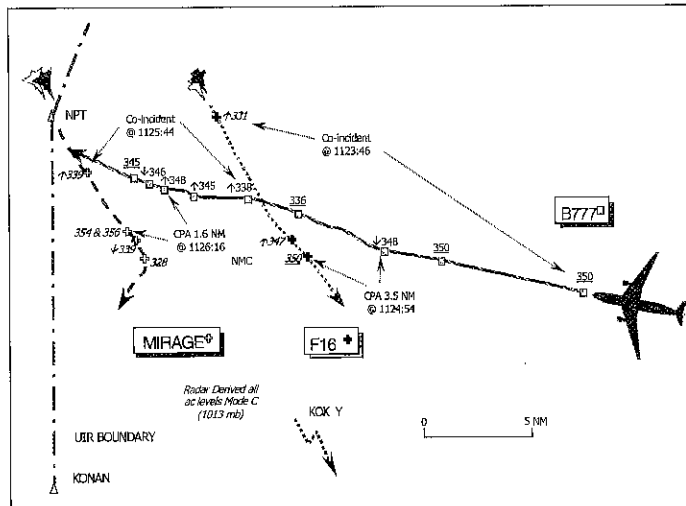 NPT
↑331
Co-incident
@ 1125:44
Co-incident
@ 1123:46
↑339
345
↓346
↑348
↑345
↑338
336
B777
354 & 356
↓339
328
CPA 1.6 NM
@ 1126:16
↑347
350
NMC
↓348
350
350
CPA 3.5 NM
@ 1124:54
MIRAGE
F16
Radar Derived all
ac levels Mode C
(1013 mb)
KOK Y
0
5 NM
UIR BOUNDARY
KONAN